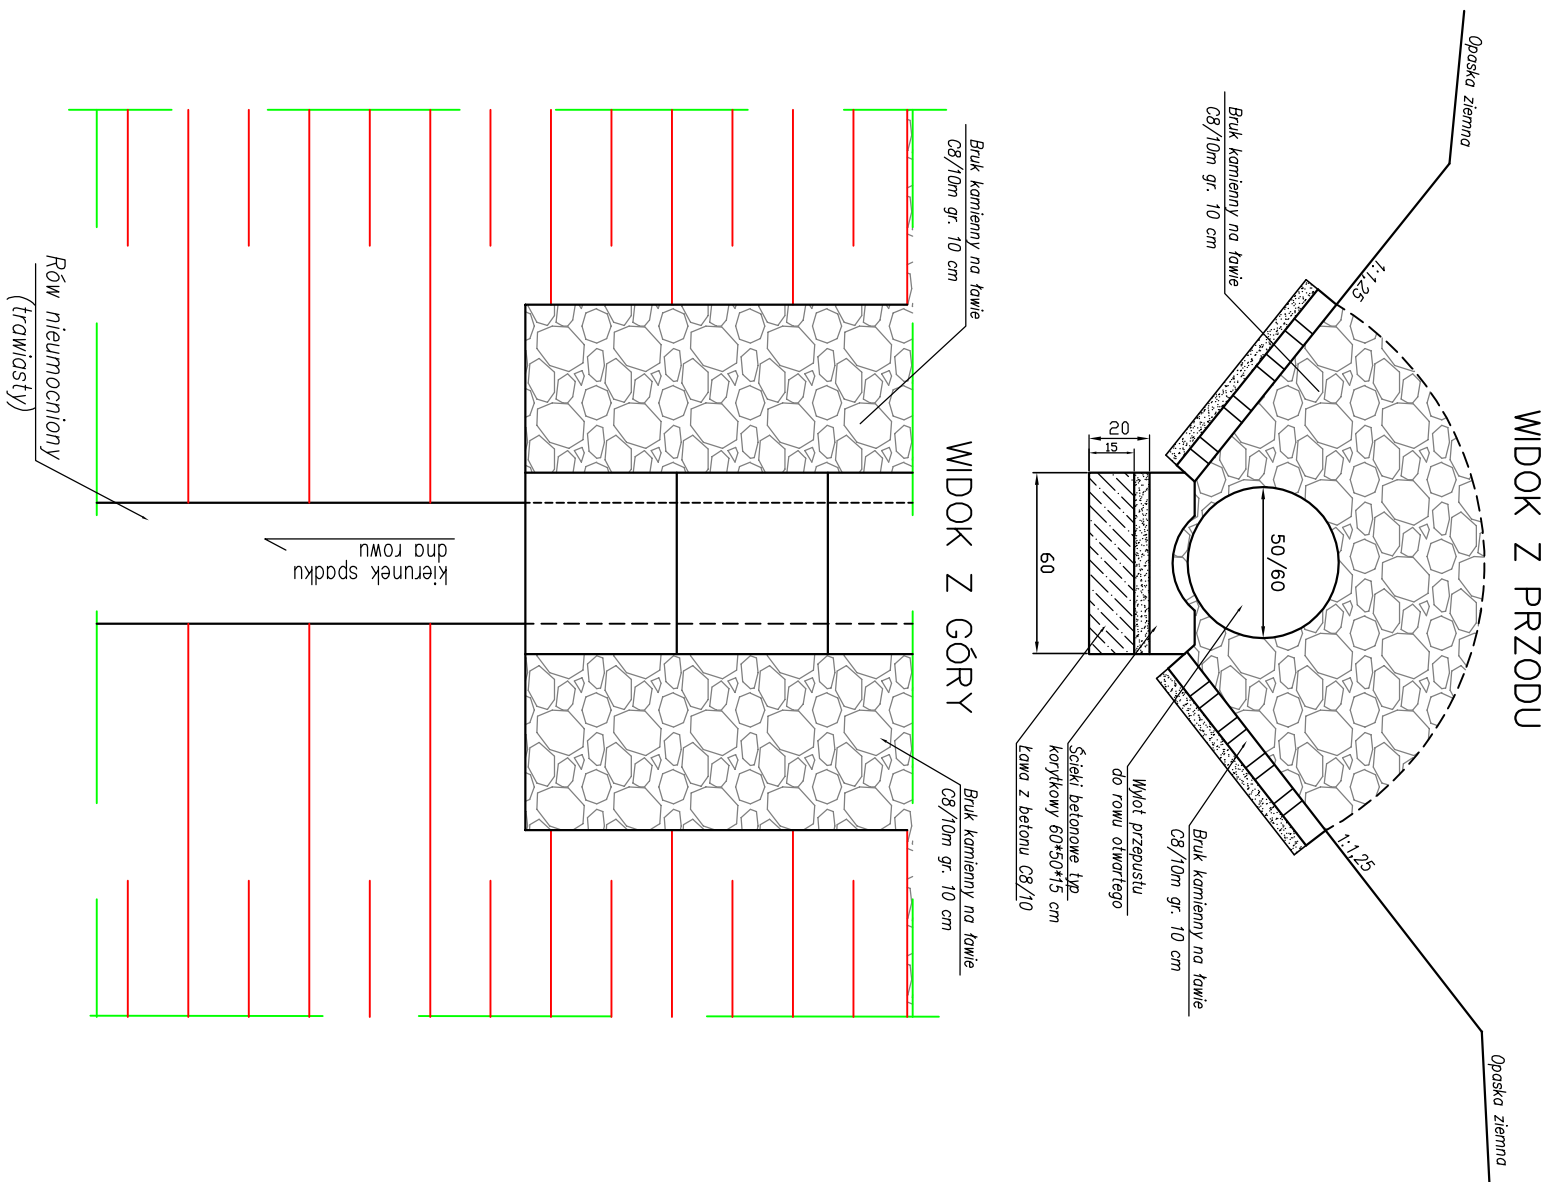 WIDOK Z PRZODU
Opaska ziemna
Opaska ziemna
1:1,25
1:1,25
Bruk kamienny na ławie
C8/10m gr. 10 cm
50/60
20
15
60
Bruk kamienny na ławie
C8/10m gr. 10 cm
Wylot przepustu
do rowu otwartego
Ścieki betonowe typ
korytkowy 60*50*15 cm
Ława z betonu C8/10
WIDOK Z GÓRY
Bruk kamienny na ławie
C8/10m gr. 10 cm
Bruk kamienny na ławie
C8/10m gr. 10 cm
kierunek spadku
dna rowu
Rów nieumocniony
(trawiasty)